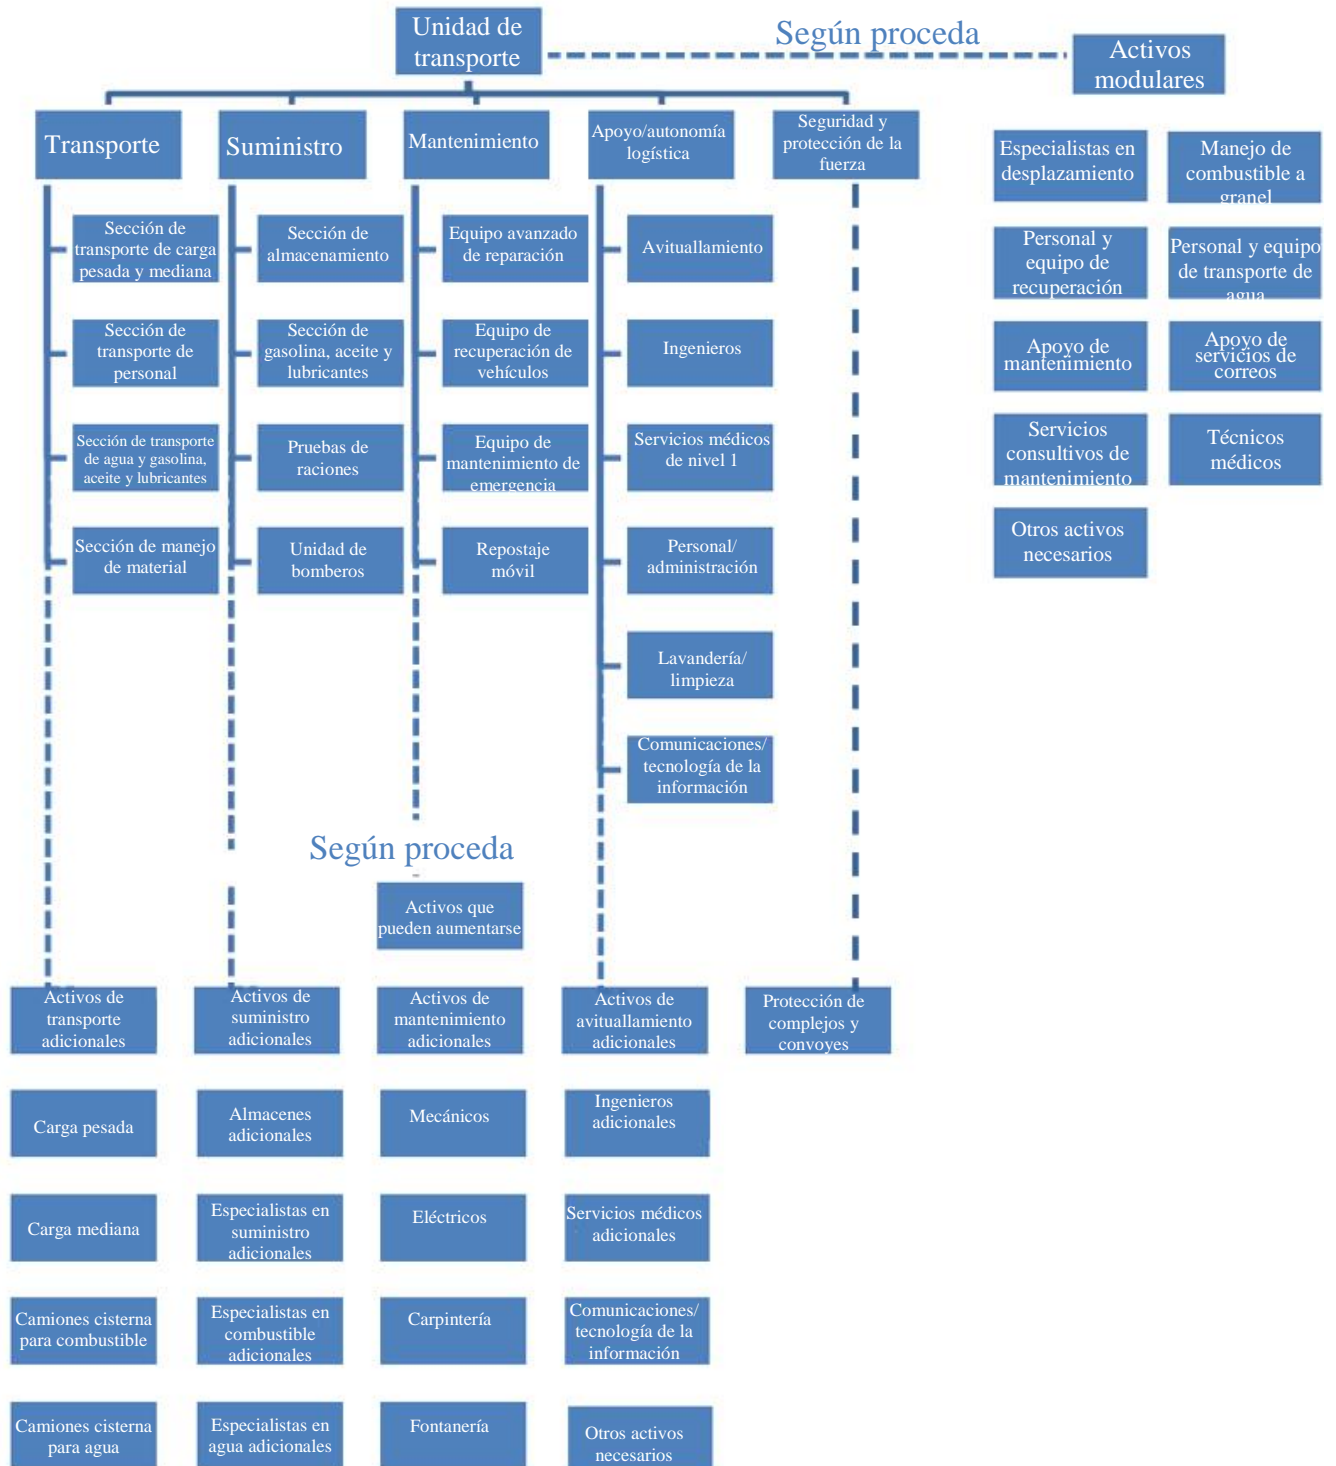 Unidad de
transporte
Según proceda
Activos
modulares
Transporte
Suministro
Mantenimiento
Apoyo/autonomía
logística
Seguridad y
protección de la
fuerza
Especialistas en
desplazamiento
Manejo de
combustible a
granel
Sección de
transporte de carga
pesada y mediana
Sección de
almacenamiento
Equipo avanzado
de reparación
Avituallamiento
Personal y
equipo de
recuperación
Personal y equipo
de transporte de
agua
Sección de
transporte de
personal
Sección de
gasolina, aceite y
lubricantes
Equipo de
recuperación de
vehículos
Ingenieros
Apoyo de
mantenimiento
Apoyo de
servicios de
correos
Sección de transporte
de agua y gasolina,
aceite y lubricantes
Pruebas de
raciones
Equipo de
mantenimiento de
emergencia
Servicios médicos
de nivel 1
Servicios
consultivos de
mantenimiento
Técnicos
médicos
Sección de manejo
de material
Unidad de
bomberos
Repostaje
móvil
Personal/
administración
Otros activos
necesarios
Lavandería/
limpieza
Comunicaciones/
tecnología de la
información
Según proceda
Activos que
pueden aumentarse
Activos de
transporte
adicionales
Activos de
suministro
adicionales
Activos de
mantenimiento
adicionales
Activos de
avituallamiento
adicionales
Protección de
complejos y
convoyes
Carga pesada
Almacenes
adicionales
Mecánicos
Ingenieros
adicionales
Carga mediana
Especialistas en
suministro
adicionales
Eléctricos
Servicios médicos
adicionales
Camiones cisterna
para combustible
Especialistas en
combustible
adicionales
Carpintería
Comunicaciones/
tecnología de la
información
Camiones cisterna
para agua
Especialistas en
agua adicionales
Fontanería
Otros activos
necesarios